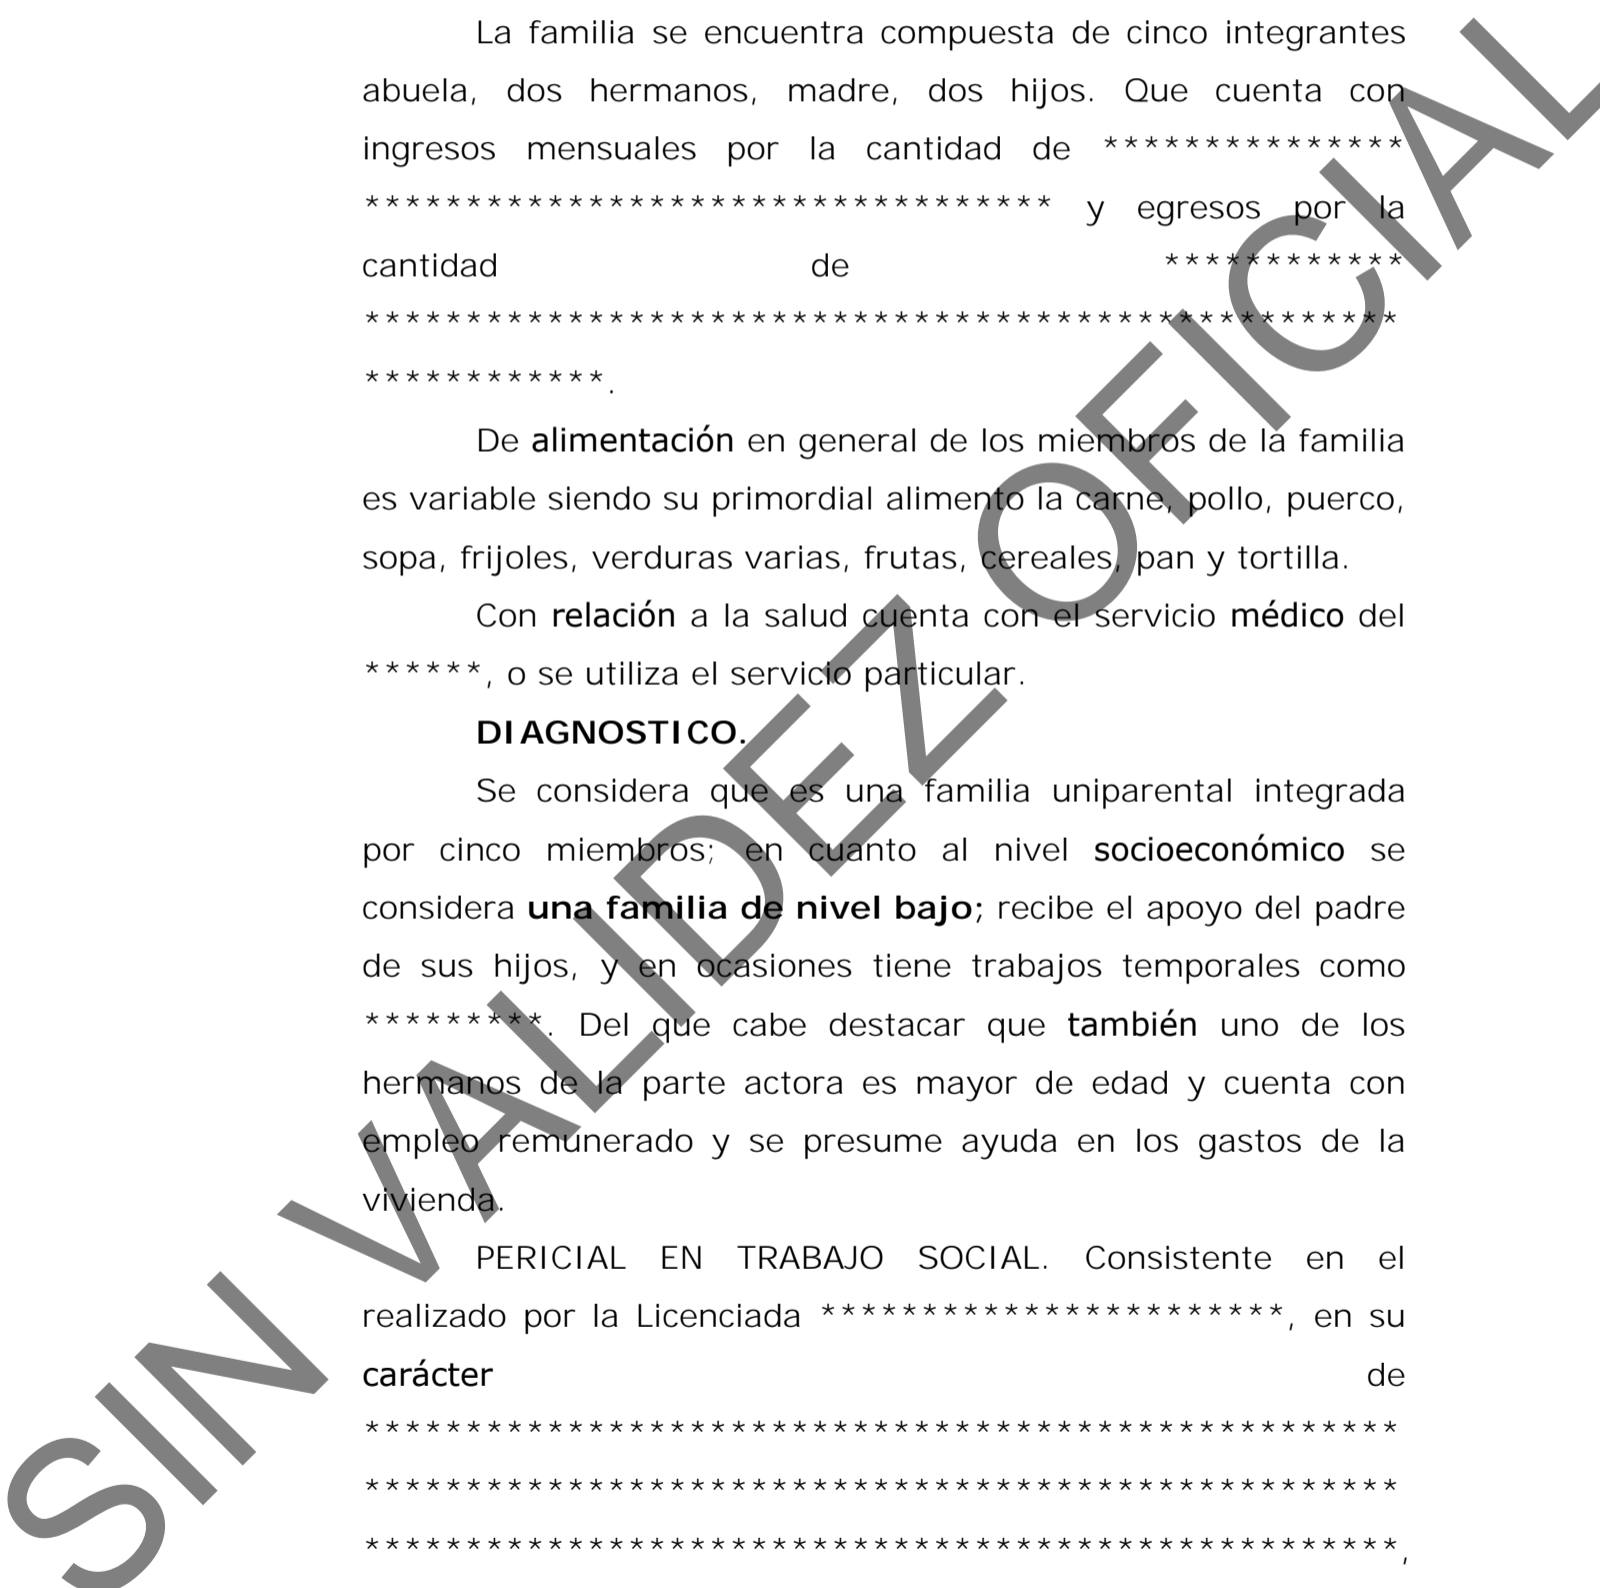 La familia se encuentra compuesta de cinco integrantes
abuela, dos hermanos, madre, dos hijos. Que cuenta con
ingresos mensuales por la cantidad de ***************
********************************** y egresos por la
cantidad de ************
***************************************************
************.
De alimentación en general de los miembros de la familia
es variable siendo su primordial alimento la carne, pollo, puerco,
sopa, frijoles, verduras varias, frutas, cereales, pan y tortilla.
Con relación a la salud cuenta con el servicio médico del
******, o se utiliza el servicio particular.
DIAGNOSTICO.
Se considera que es una familia uniparental integrada
por cinco miembros; en cuanto al nivel socioeconómico se
considera una familia de nivel bajo; recibe el apoyo del padre
de sus hijos, y en ocasiones tiene trabajos temporales como
*********. Del que cabe destacar que también uno de los
hermanos de la parte actora es mayor de edad y cuenta con
empleo remunerado y se presume ayuda en los gastos de la
vivienda.
PERICIAL EN TRABAJO SOCIAL. Consistente en el
realizado por la Licenciada ***********************, en su
carácter de
***************************************************
***************************************************
***************************************************,
SIN VALIDEZ OFICIAL